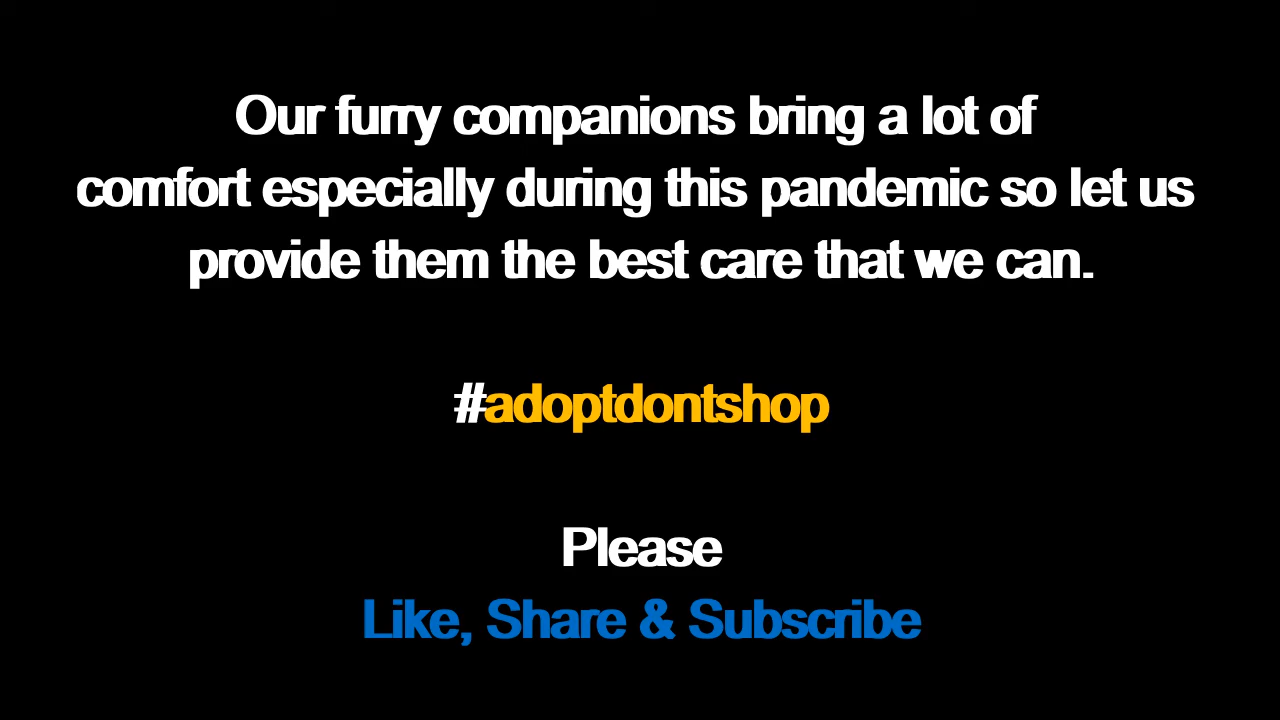 Our furry companions bring a lot of
comfort especially during this pandemic so let us
provide them the best care that we can.
#adoptdontshop
Please
Like, Share & Subscribe